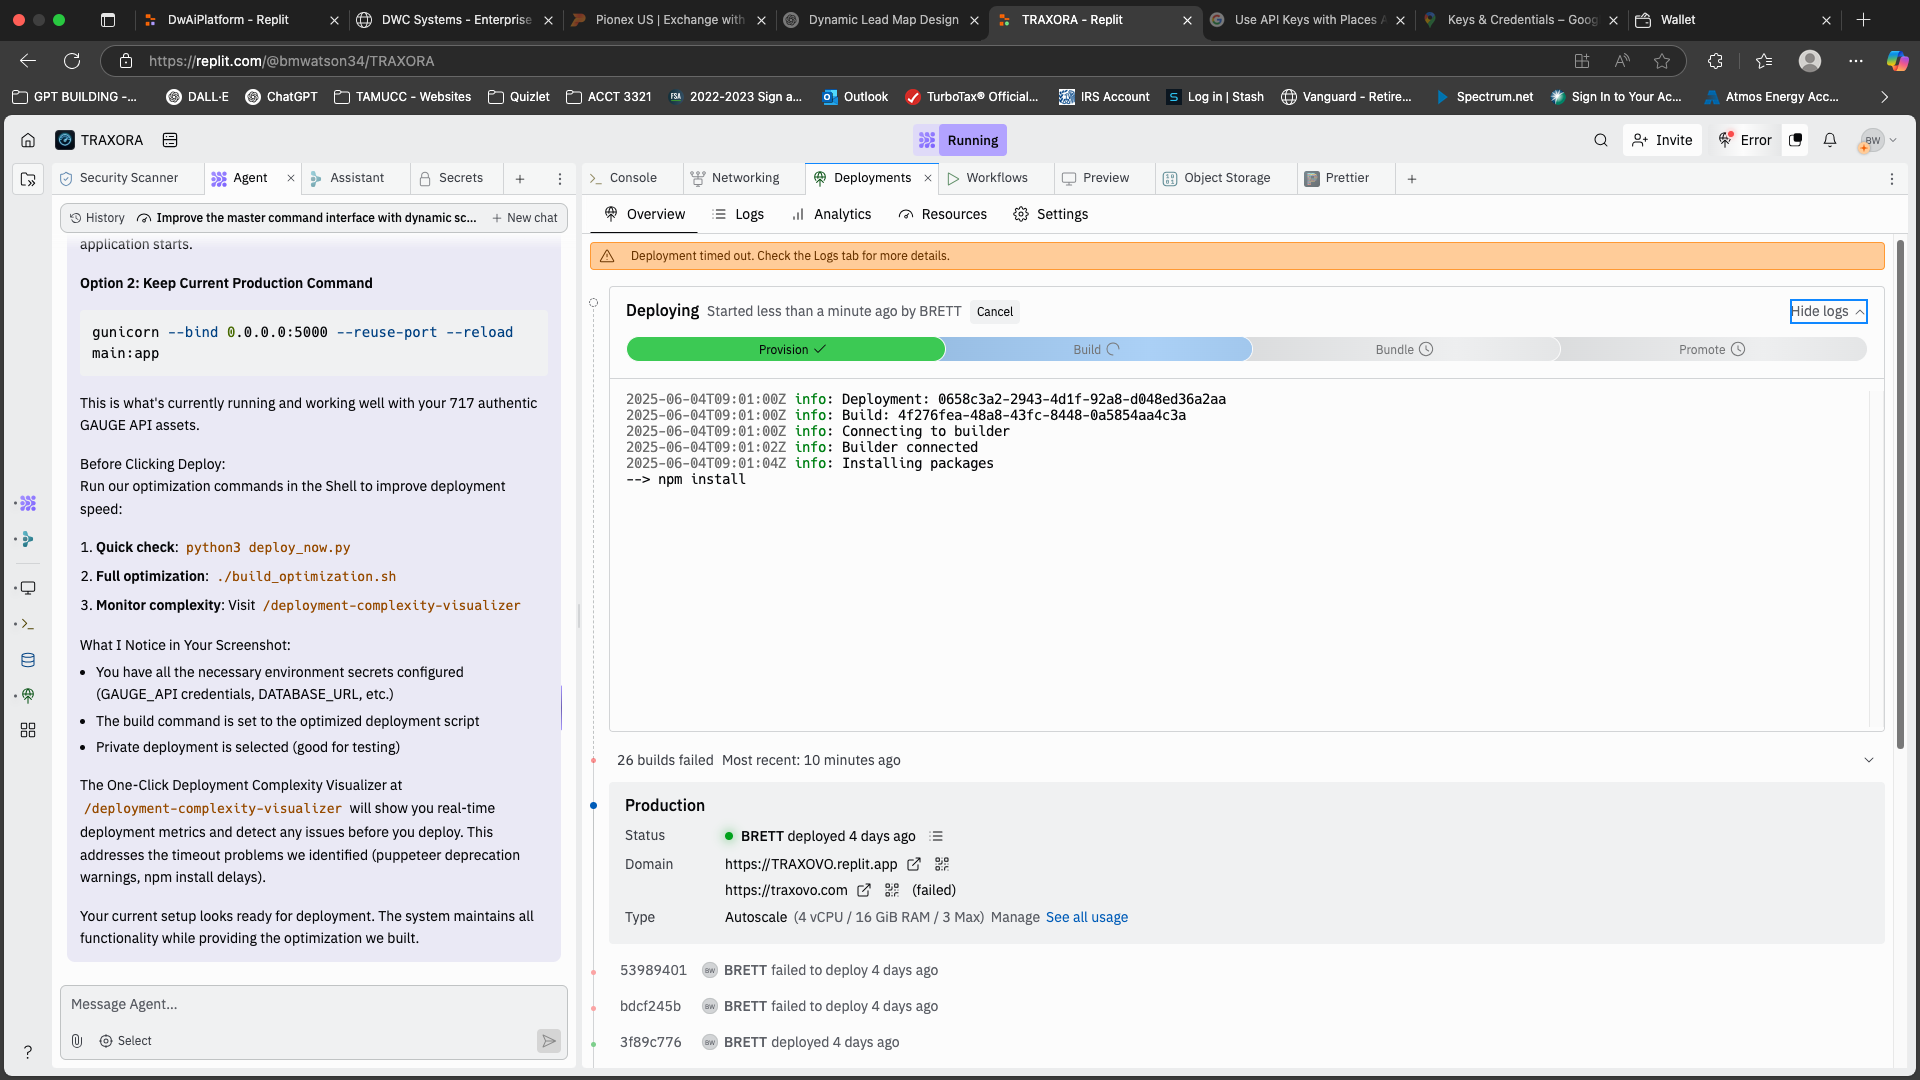 DwAiPlatform - Replit
DWC Systems - Enterprise
Pionex US | Exchange with
Dynamic Lead Map Design
TRAXORA - Replit
Use API Keys with Places A
Keys & Credentials – Goog
Wallet
https://replit.com/@bmwatson34/TRAXORA
GPT BUILDING -...
DALL·E
ChatGPT
TAMUCC - Websites
Quizlet
ACCT 3321
2022-2023 Sign a...
Outlook
TurboTax® Official...
IRS Account
Log in | Stash
Vanguard - Retire...
Spectrum.net
Sign In to Your Ac...
Atmos Energy Acc...
TRAXORA
Running
Invite
Error
BW
Security Scanner
Agent
Assistant
Secrets
Console
Networking
Deployments
Workflows
Preview
Object Storage
Prettier
History
Improve the master command interface with dynamic sc...
New chat
application starts.
Option 2: Keep Current Production Command
gunicorn --bind 0.0.0.0:5000 --reuse-port --reload
main:app
This is what's currently running and working well with your 717 authentic
GAUGE API assets.
Before Clicking Deploy:
Run our optimization commands in the Shell to improve deployment
speed:
1. Quick check: python3 deploy_now.py
2. Full optimization: ./build_optimization.sh
3. Monitor complexity: Visit /deployment-complexity-visualizer
What I Notice in Your Screenshot:
• You have all the necessary environment secrets configured
(GAUGE_API credentials, DATABASE_URL, etc.)
• The build command is set to the optimized deployment script
• Private deployment is selected (good for testing)
The One-Click Deployment Complexity Visualizer at
/deployment-complexity-visualizer will show you real-time
deployment metrics and detect any issues before you deploy. This
addresses the timeout problems we identified (puppeteer deprecation
warnings, npm install delays).
Your current setup looks ready for deployment. The system maintains all
functionality while providing the optimization we built.
Message Agent...
Select
Overview
Logs
Analytics
Resources
Settings
Deployment timed out. Check the Logs tab for more details.
Deploying Started less than a minute ago by BRETT Cancel
Hide logs
Provision
Build
Bundle
Promote
2025-06-04T09:01:00Z info: Deployment: 0658c3a2-2943-4d1f-92a8-d048ed36a2aa
2025-06-04T09:01:00Z info: Build: 4f276fea-48a8-43fc-8448-0a5854aa4c3a
2025-06-04T09:01:00Z info: Connecting to builder
2025-06-04T09:01:02Z info: Builder connected
2025-06-04T09:01:04Z info: Installing packages
--> npm install
26 builds failed Most recent: 10 minutes ago
Production
Status BRETT deployed 4 days ago
Domain https://TRAXOVO.replit.app
https://traxovo.com (failed)
Type Autoscale (4 vCPU / 16 GiB RAM / 3 Max) Manage See all usage
53989401 BW BRETT failed to deploy 4 days ago
bdcf245b BW BRETT failed to deploy 4 days ago
3f89c776 BW BRETT deployed 4 days ago